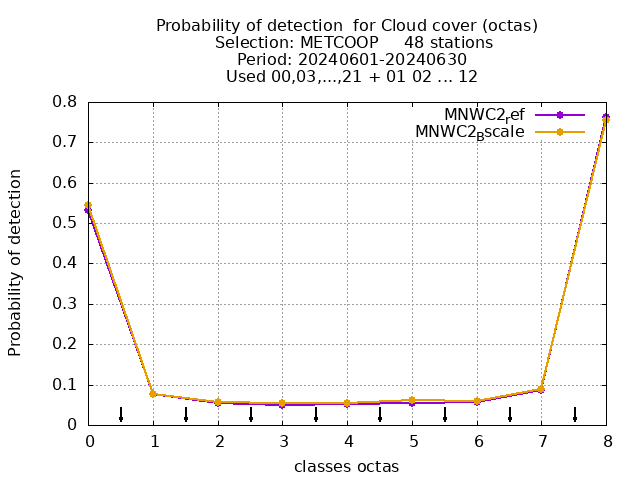 Probability of detection  for Cloud cover (octas)
Selection: METCOOP     48 stations
Period: 20240601-20240630
Used 00,03,...,21 + 01 02 ... 12
MNWC2ref
MNWC2Bscale
Probability of detection
0.8
0.7
0.6
0.5
0.4
0.3
0.2
0.1
0
0 1 2 3 4 5 6 7 8
classes octas